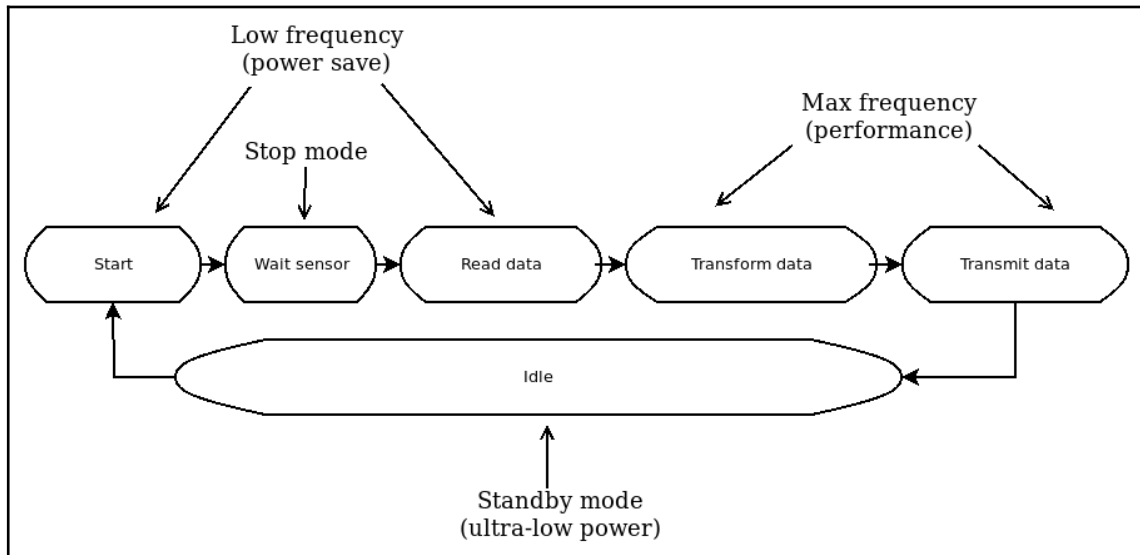 Low frequency
(power save)
Max frequency
(performance)
Stop mode
Start
Wait sensor
Read data
Transform data
Transmit data
Idle
Standby mode
(ultra-low power)